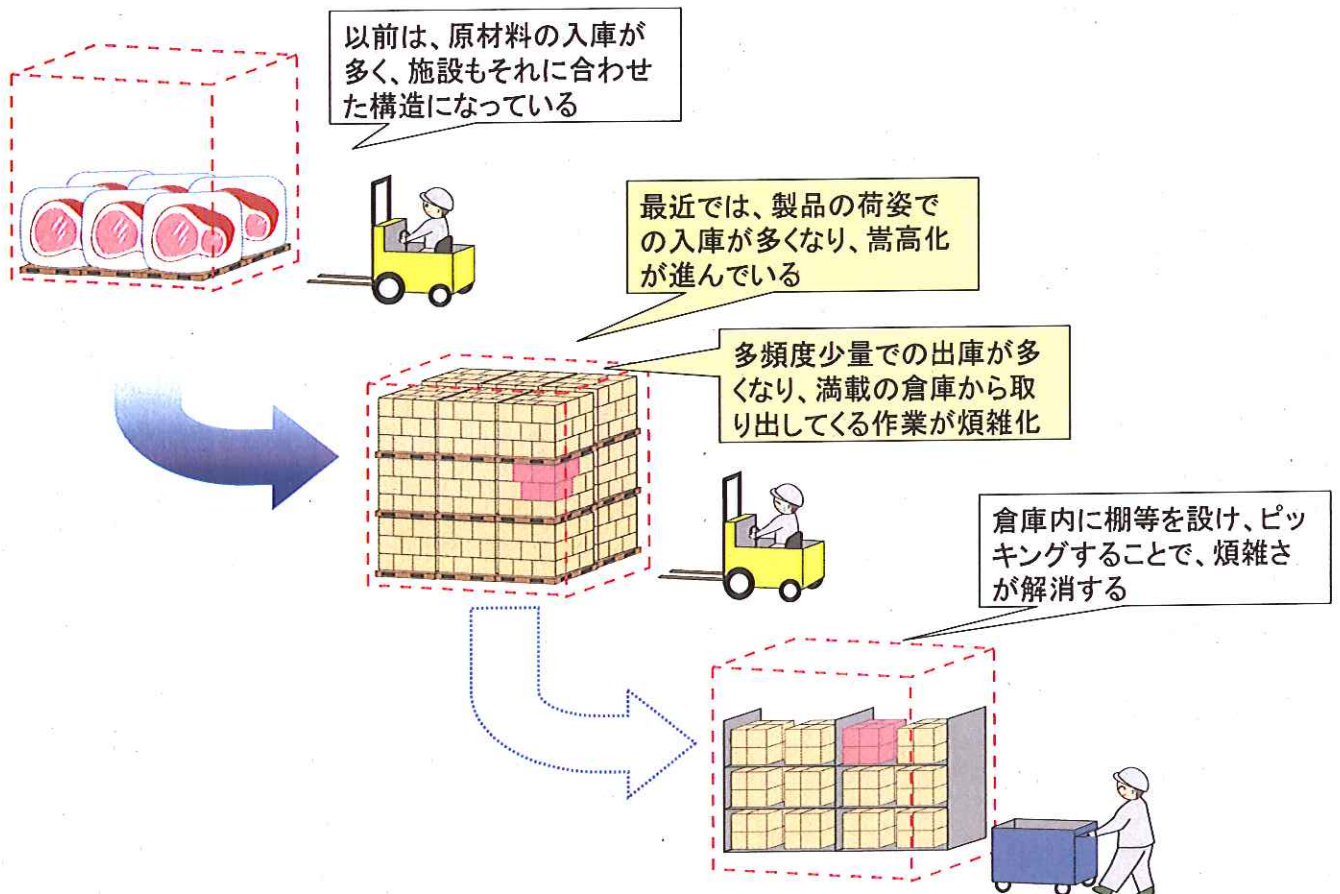 以前は、原材料の入庫が
多く、施設もそれに合わせ
た構造になっている
最近では、製品の荷姿で
の入庫が多くなり、嵩高化
が進んでいる
多頻度少量での出庫が多
くなり、満載の倉庫から取
り出してくる作業が煩雑化
倉庫内に棚等を設け、ピッ
キングすることで、煩雑さ
が解消する